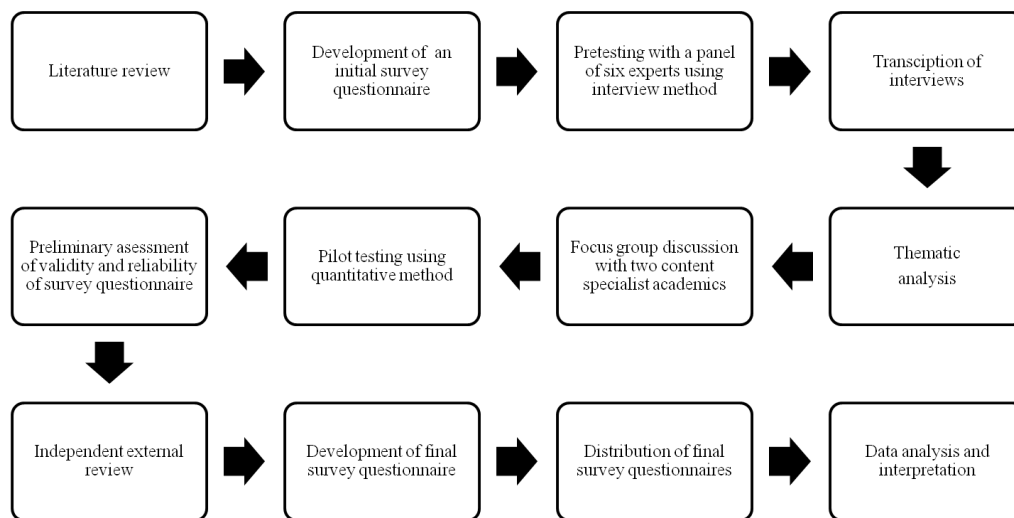 Literature review
Development of an
initial survey
questionnaire
Pretesting with a panel
of six experts using
interview method
Transciption of
interviews
Thematic
analysis
Focus group discussion
with two content
specialist academics
Pilot testing using
quantitative method
Preliminary asessment
of validity and reliability
of survey questionnaire
Independent external
review
Development of final
survey questionnaire
Distribution of final
survey questionnaires
Data analysis and
interpretation